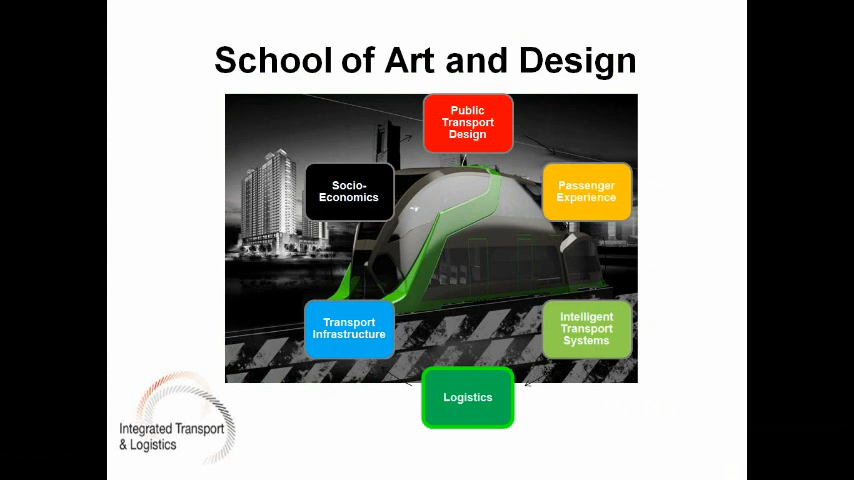 School of Art and Design
Public
Transport
Design
Socio-
Economics
Passenger
Experience
Transport
Infrastructure
Intelligent
Transport
Systems
Logistics
Integrated Transport
& Logistics